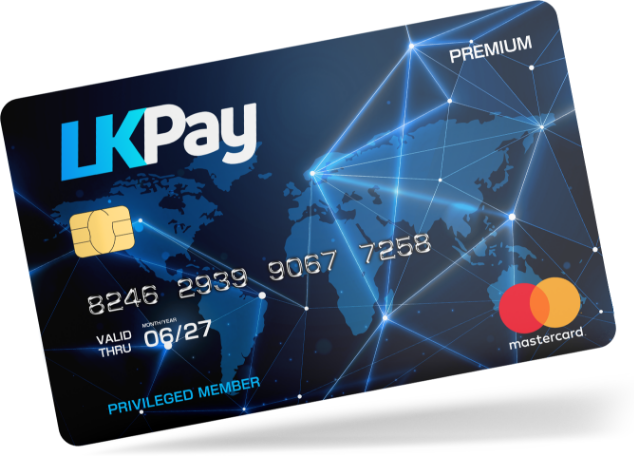 PREMIUM
LKPay
8246 2939 9067 7258
MONTH/YEAR
VALID THRU 06/27
PRIVILEGED MEMBER
mastercard